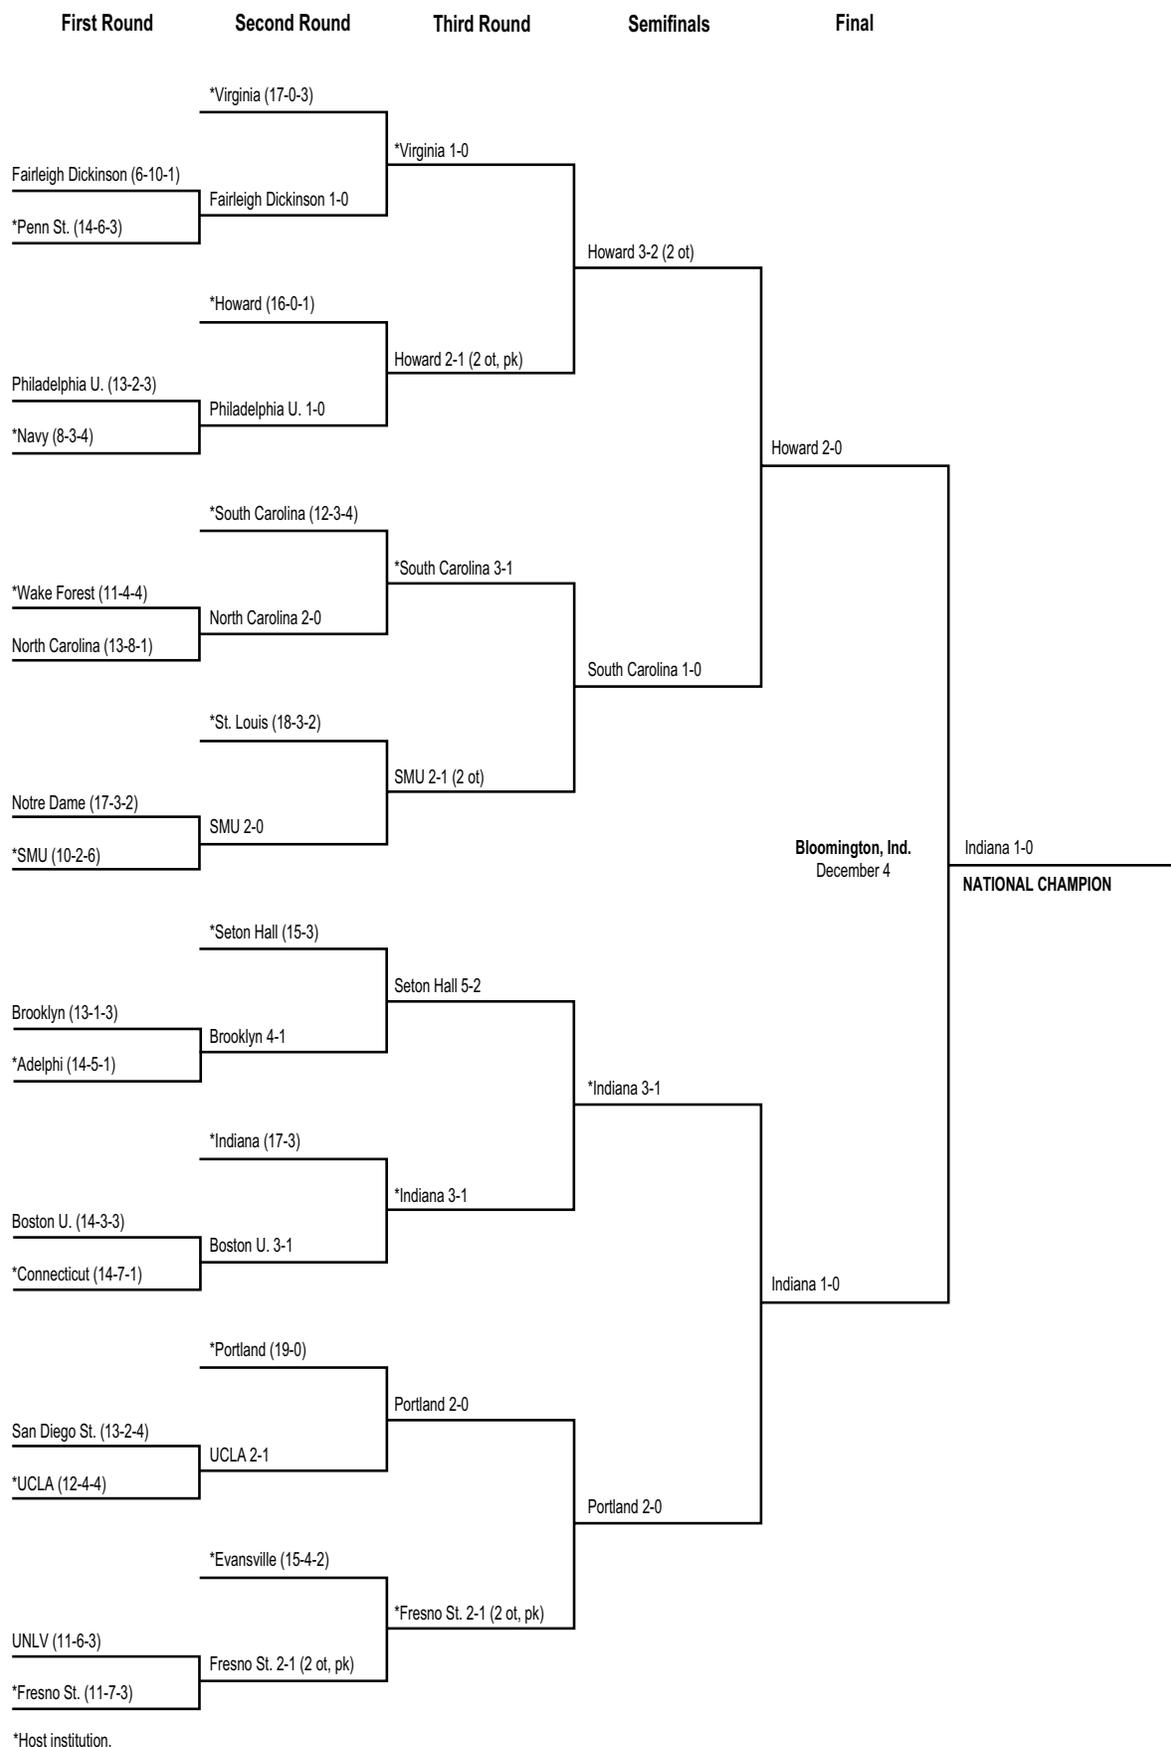 First Round
Second Round
Third Round
Semifinals
Final
*Virginia (17-0-3)
*Virginia 1-0
Fairleigh Dickinson (6-10-1)
Fairleigh Dickinson 1-0
*Penn St. (14-6-3)
Howard 3-2 (2 ot)
*Howard (16-0-1)
Howard 2-1 (2 ot, pk)
Philadelphia U. (13-2-3)
Philadelphia U. 1-0
*Navy (8-3-4)
Howard 2-0
*South Carolina (12-3-4)
*South Carolina 3-1
*Wake Forest (11-4-4)
North Carolina 2-0
North Carolina (13-8-1)
South Carolina 1-0
*St. Louis (18-3-2)
SMU 2-1 (2 ot)
Notre Dame (17-3-2)
SMU 2-0
*SMU (10-2-6)
Bloomington, Ind.
December 4
Indiana 1-0
NATIONAL CHAMPION
*Seton Hall (15-3)
Seton Hall 5-2
Brooklyn (13-1-3)
Brooklyn 4-1
*Adelphi (14-5-1)
*Indiana 3-1
*Indiana (17-3)
*Indiana 3-1
Boston U. (14-3-3)
Boston U. 3-1
*Connecticut (14-7-1)
Indiana 1-0
*Portland (19-0)
Portland 2-0
San Diego St. (13-2-4)
UCLA 2-1
*UCLA (12-4-4)
Portland 2-0
*Evansville (15-4-2)
*Fresno St. 2-1 (2 ot, pk)
UNLV (11-6-3)
Fresno St. 2-1 (2 ot, pk)
*Fresno St. (11-7-3)
*Host institution.